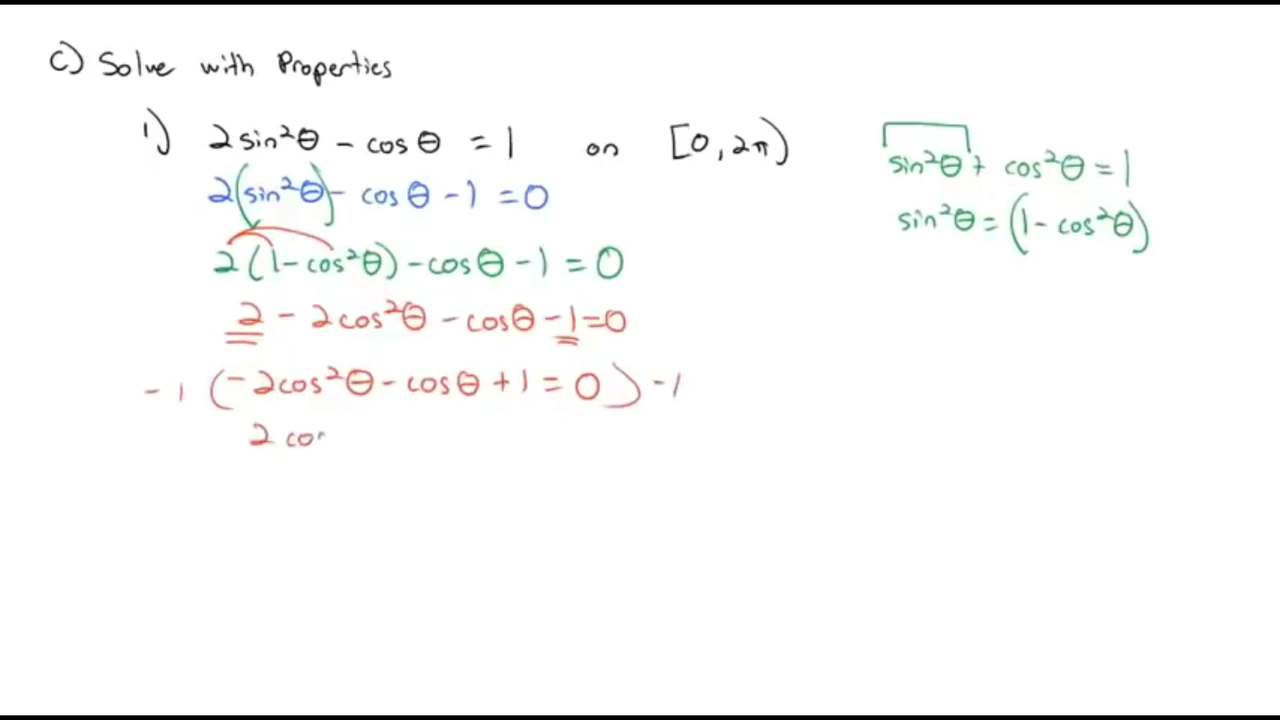 c) Solve with Properties
1) 2sin²θ - cosθ = 1 on [0, 2π)
2(sin²θ) - cosθ - 1 = 0
2(1 - cos²θ) - cosθ - 1 = 0
2 - 2cos²θ - cosθ - 1 = 0
-1 (-2cos²θ - cosθ + 1 = 0) -1
2 cos
sin²θ + cos²θ = 1
sin²θ = (1 - cos²θ)